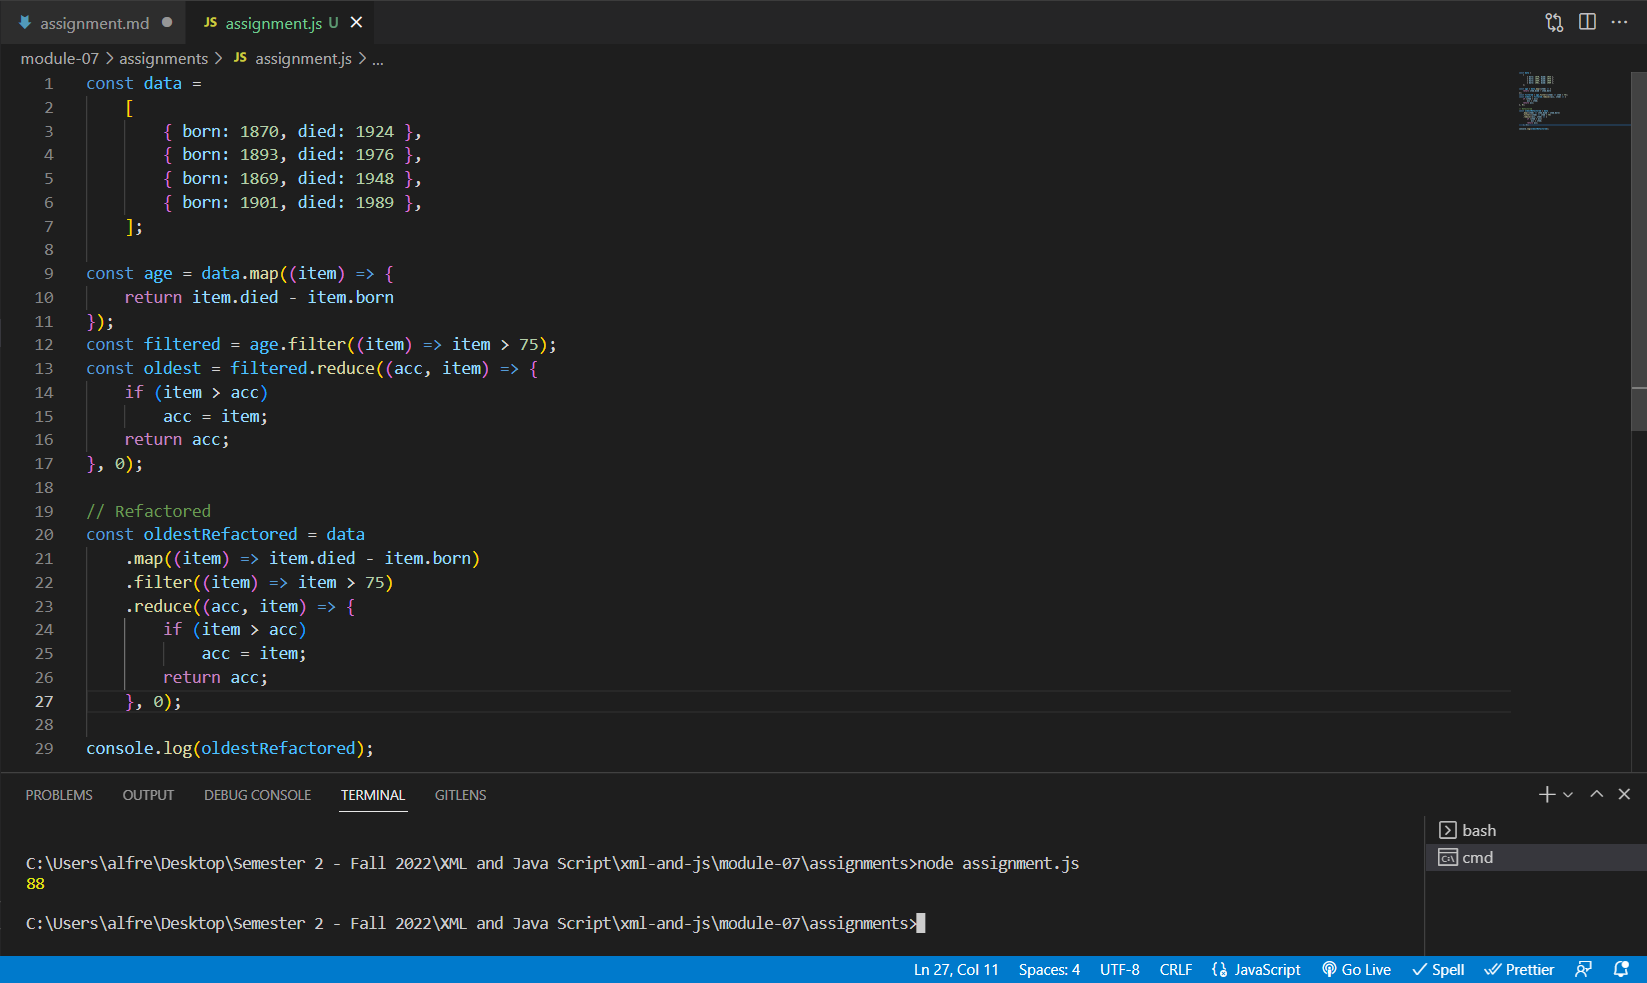 assignment.md
JS assignment.js U
module-07 > assignments > JS assignment.js > ...
1 const data =
2 [
3 { born: 1870, died: 1924 },
4 { born: 1893, died: 1976 },
5 { born: 1869, died: 1948 },
6 { born: 1901, died: 1989 },
7 ];
8
9 const age = data.map((item) => {
10 return item.died - item.born
11 });
12 const filtered = age.filter((item) => item > 75);
13 const oldest = filtered.reduce((acc, item) => {
14 if (item > acc)
15 acc = item;
16 return acc;
17 }, 0);
18
19 // Refactored
20 const oldestRefactored = data
21 .map((item) => item.died - item.born)
22 .filter((item) => item > 75)
23 .reduce((acc, item) => {
24 if (item > acc)
25 acc = item;
26 return acc;
27 }, 0);
28
29 console.log(oldestRefactored);
PROBLEMS OUTPUT DEBUG CONSOLE TERMINAL GITLENS
bash
cmd
C:\Users\alfre\Desktop\Semester 2 - Fall 2022\XML and Java Script\xml-and-js\module-07\assignments>node assignment.js
88
C:\Users\alfre\Desktop\Semester 2 - Fall 2022\XML and Java Script\xml-and-js\module-07\assignments>
Ln 27, Col 11 Spaces: 4 UTF-8 CRLF JavaScript Go Live Spell Prettier